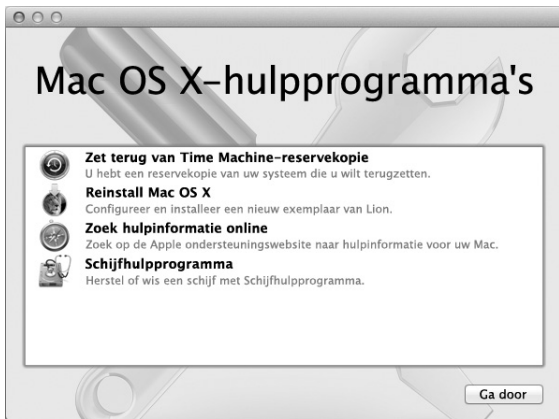 Mac OS X-hulpprogramma's
Zet terug van Time Machine-reservekopie
U hebt een reservekopie van uw systeem die u wilt terugzetten.
Reinstall Mac OS X
Configureer en installeer een nieuw exemplaar van Lion.
Zoek hulpinformatie online
Zoek op de Apple ondersteuningswebsite naar hulpinformatie voor uw Mac.
Schijfhulpprogramma
Herstel of wis een schijf met Schijfhulpprogramma.
Ga door